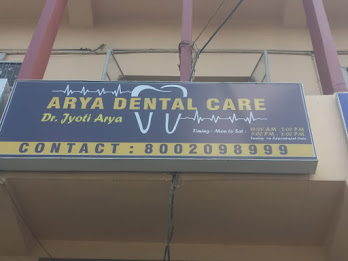 ARYA DENTAL CARE
Dr. Jyoti Arya
Timing : Mon to Sat :
CONTACT : 8002098999